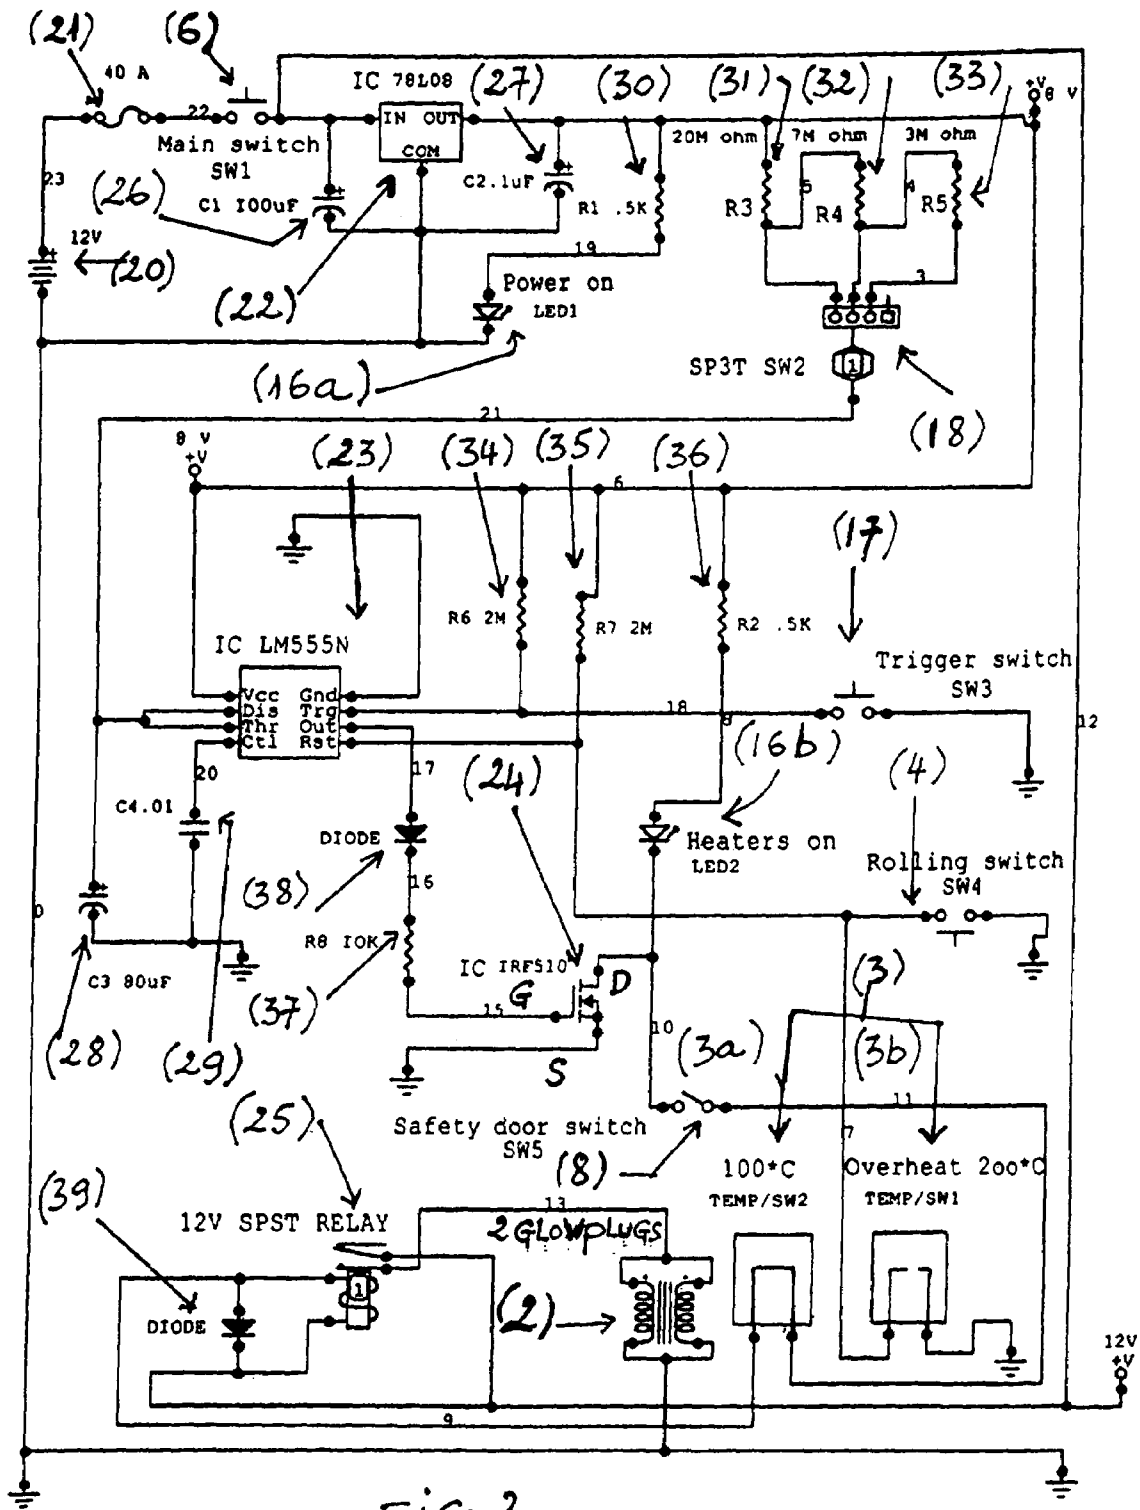 (21)
(6)
40 A
IC 78L08
(27)
(30)
(31)
(32)
(33)
+V
8 V
22
IN OUT
COM
20M ohm
7M ohm
3M ohm
Main switch
SW1
23
(26)
C1 100uF
C2.1uF
R1 .5K
R3
5
R4
4
R5
12V
(20)
(22)
19
3
Power on
LED1
(16a)
SP3T SW2
1
(18)
21
8 V
+V
(23)
(34)
(35)
(36)
6
(17)
R6 2M
R7 2M
R2 .5K
IC LM555N
Trigger switch
SW3
Vcc Gnd
Dis Trg
Thr Out
Ctl Rst
18
8
12
20
17
(24)
(16b)
(4)
C4.01
DIODE
Heaters on
LED2
Rolling switch
SW4
(38)
16
0
R8 10K
IC IRF510
G
D
C3 80uF
(37)
15
10
(3)
(3a)
(3b)
(28)
(29)
S
(25)
11
Safety door switch
SW5
7
(8)
100*C
Overheat 200*C
TEMP/SW2
TEMP/SW1
(39)
13
12V SPST RELAY
2 GLOWPLUGS
1
(2)
DIODE
12V
+V
9
Fig. 2